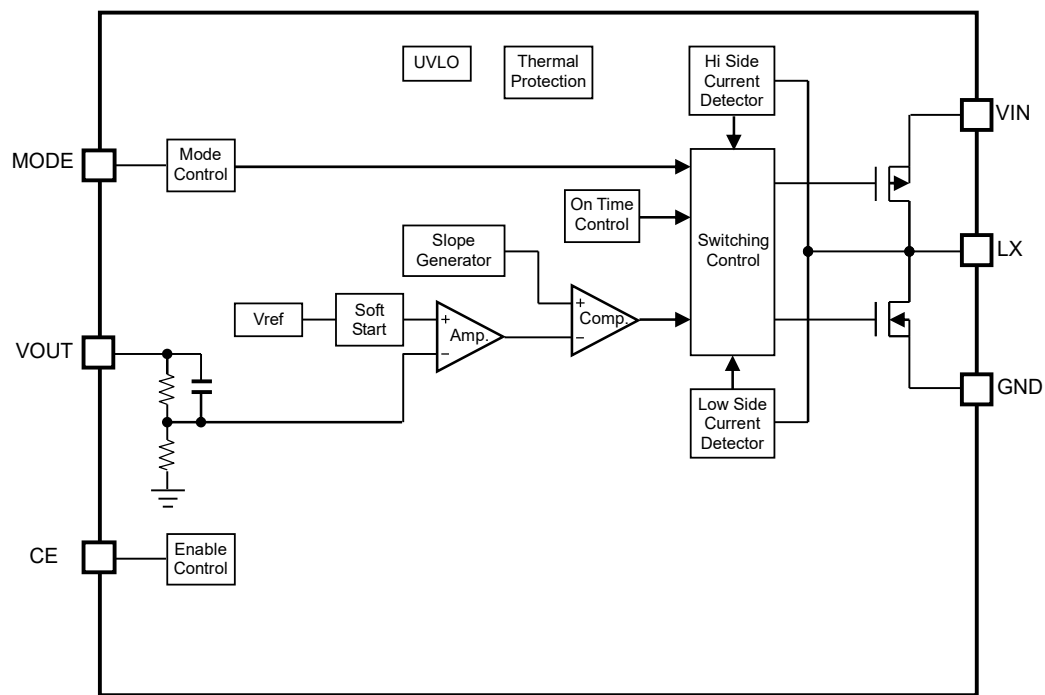 UVLO
Thermal
Protection
Hi Side
Current
Detector
VIN
MODE
Mode
Control
On Time
Control
Switching
Control
LX
Slope
Generator
Vref
Soft
Start
+
Amp.
−
+
Comp.
−
VOUT
GND
Low Side
Current
Detector
CE
Enable
Control